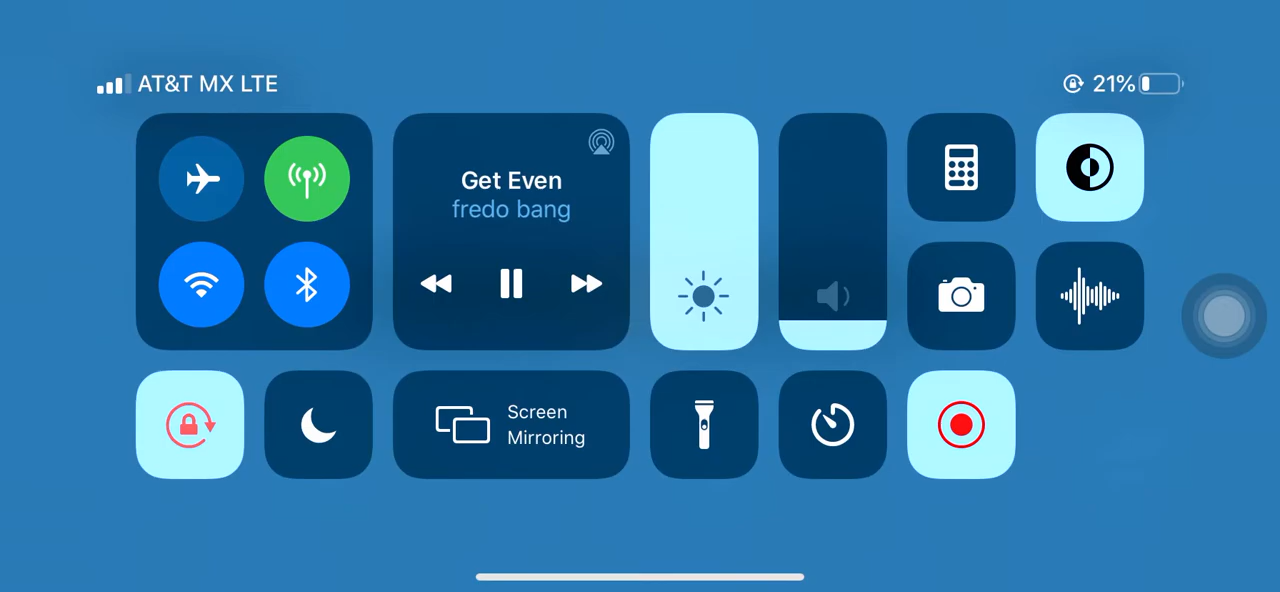 AT&T MX LTE
21%
Get Even
fredo bang
Screen
Mirroring